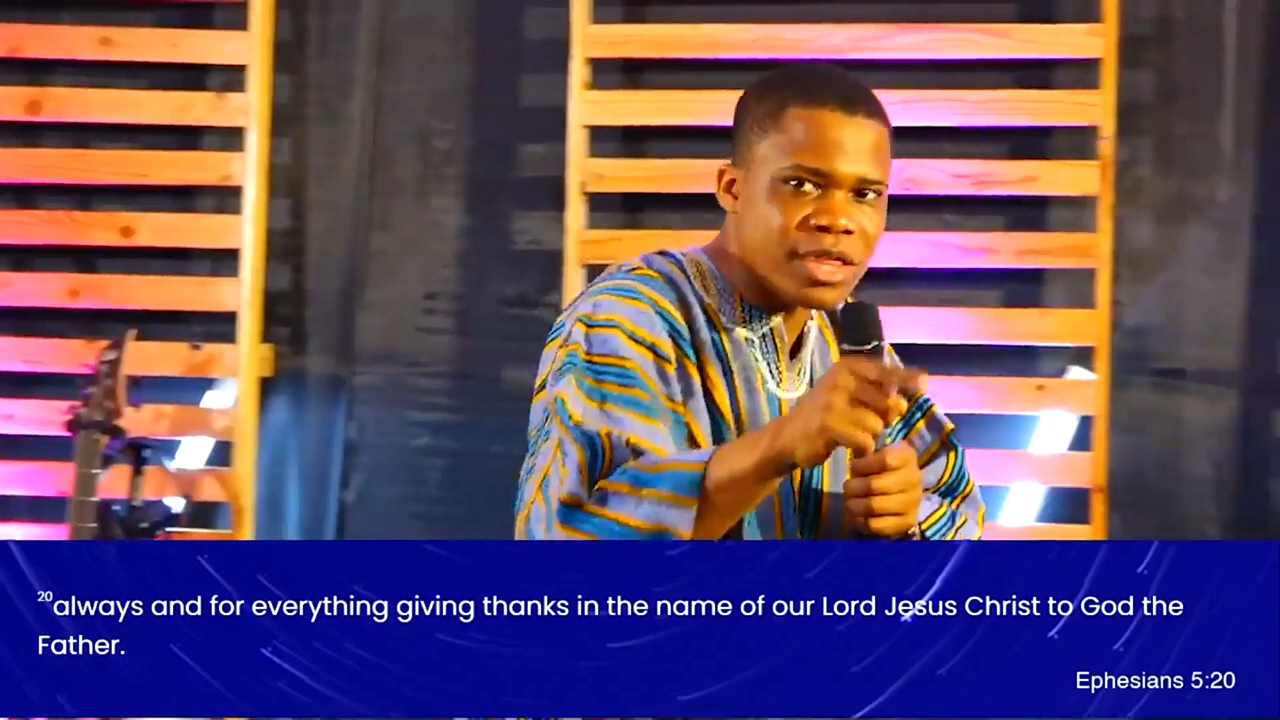 20always and for everything giving thanks in the name of our Lord Jesus Christ to God the
Father.
Ephesians 5:20